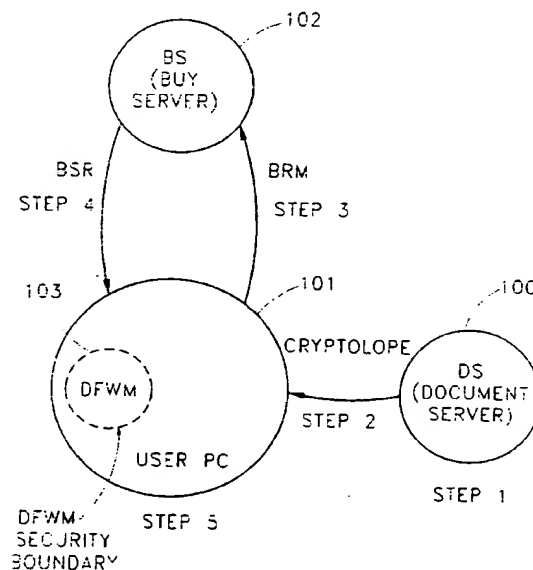 102
BS
(BUY
SERVER)
BSR
BRM
STEP 4
STEP 3
103
101
100
CRYPTOLOPE
DS
(DOCUMENT
SERVER)
DFWM
STEP 2
USER PC
STEP 1
DFWM
SECURITY
BOUNDARY
STEP 5